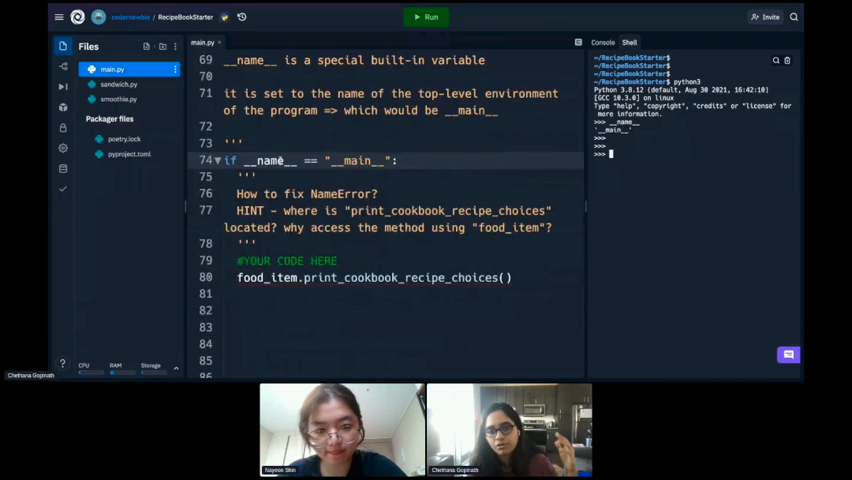 codernewbie / RecipeBookStarter
Run
Invite
Files
main.py
sandwich.py
smoothie.py
Packager files
poetry.lock
pyproject.toml
CPU RAM Storage
main.py
69 __name__ is a special built-in variable
70
71 it is set to the name of the top-level environment
of the program => which would be __main__
72
73 '''
74 if __name__ == "__main__":
75 '''
76 How to fix NameError?
77 HINT - where is "print_cookbook_recipe_choices"
located? why access the method using "food_item"?
78 '''
79 #YOUR CODE HERE
80 food_item.print_cookbook_recipe_choices()
81
82
83
84
85
86
Console Shell
~/RecipeBookStarter$
~/RecipeBookStarter$
~/RecipeBookStarter$
~/RecipeBookStarter$ python3
Python 3.8.12 (default, Aug 30 2021, 16:42:10)
[GCC 10.3.0] on linux
Type "help", "copyright", "credits" or "license" for
more information.
>>> __name__
'__main__'
>>>
>>>
>>>
Chethana Gopinath
Nayeon Shin
Chethana Gopinath